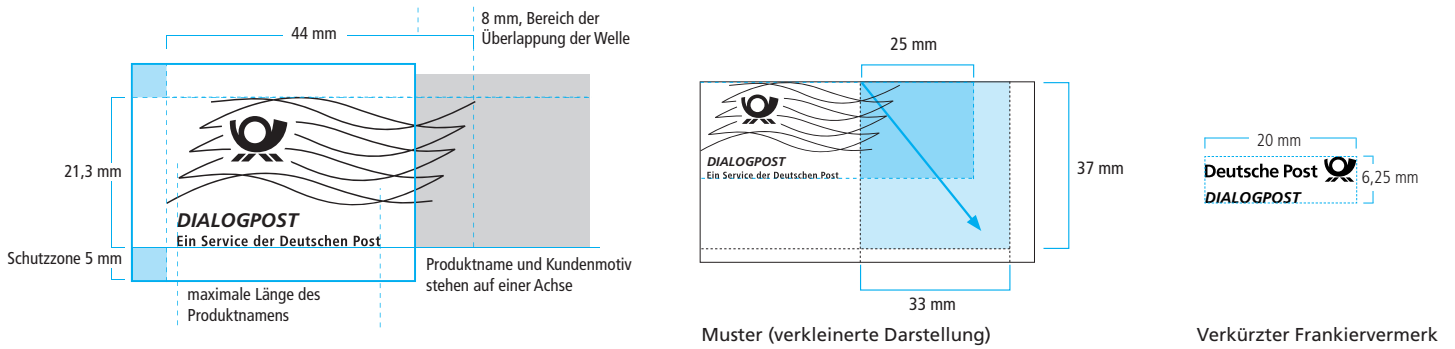 44 mm
8 mm, Bereich der
Überlappung der Welle
21,3 mm
DIALOGPOST
Ein Service der Deutschen Post
Schutzzone 5 mm
maximale Länge des
Produktnamens
Produktname und Kundenmotiv
stehen auf einer Achse
25 mm
DIALOGPOST
Ein Service der Deutschen Post
37 mm
33 mm
Muster (verkleinerte Darstellung)
20 mm
Deutsche Post
DIALOGPOST
6,25 mm
Verkürzter Frankiervermerk